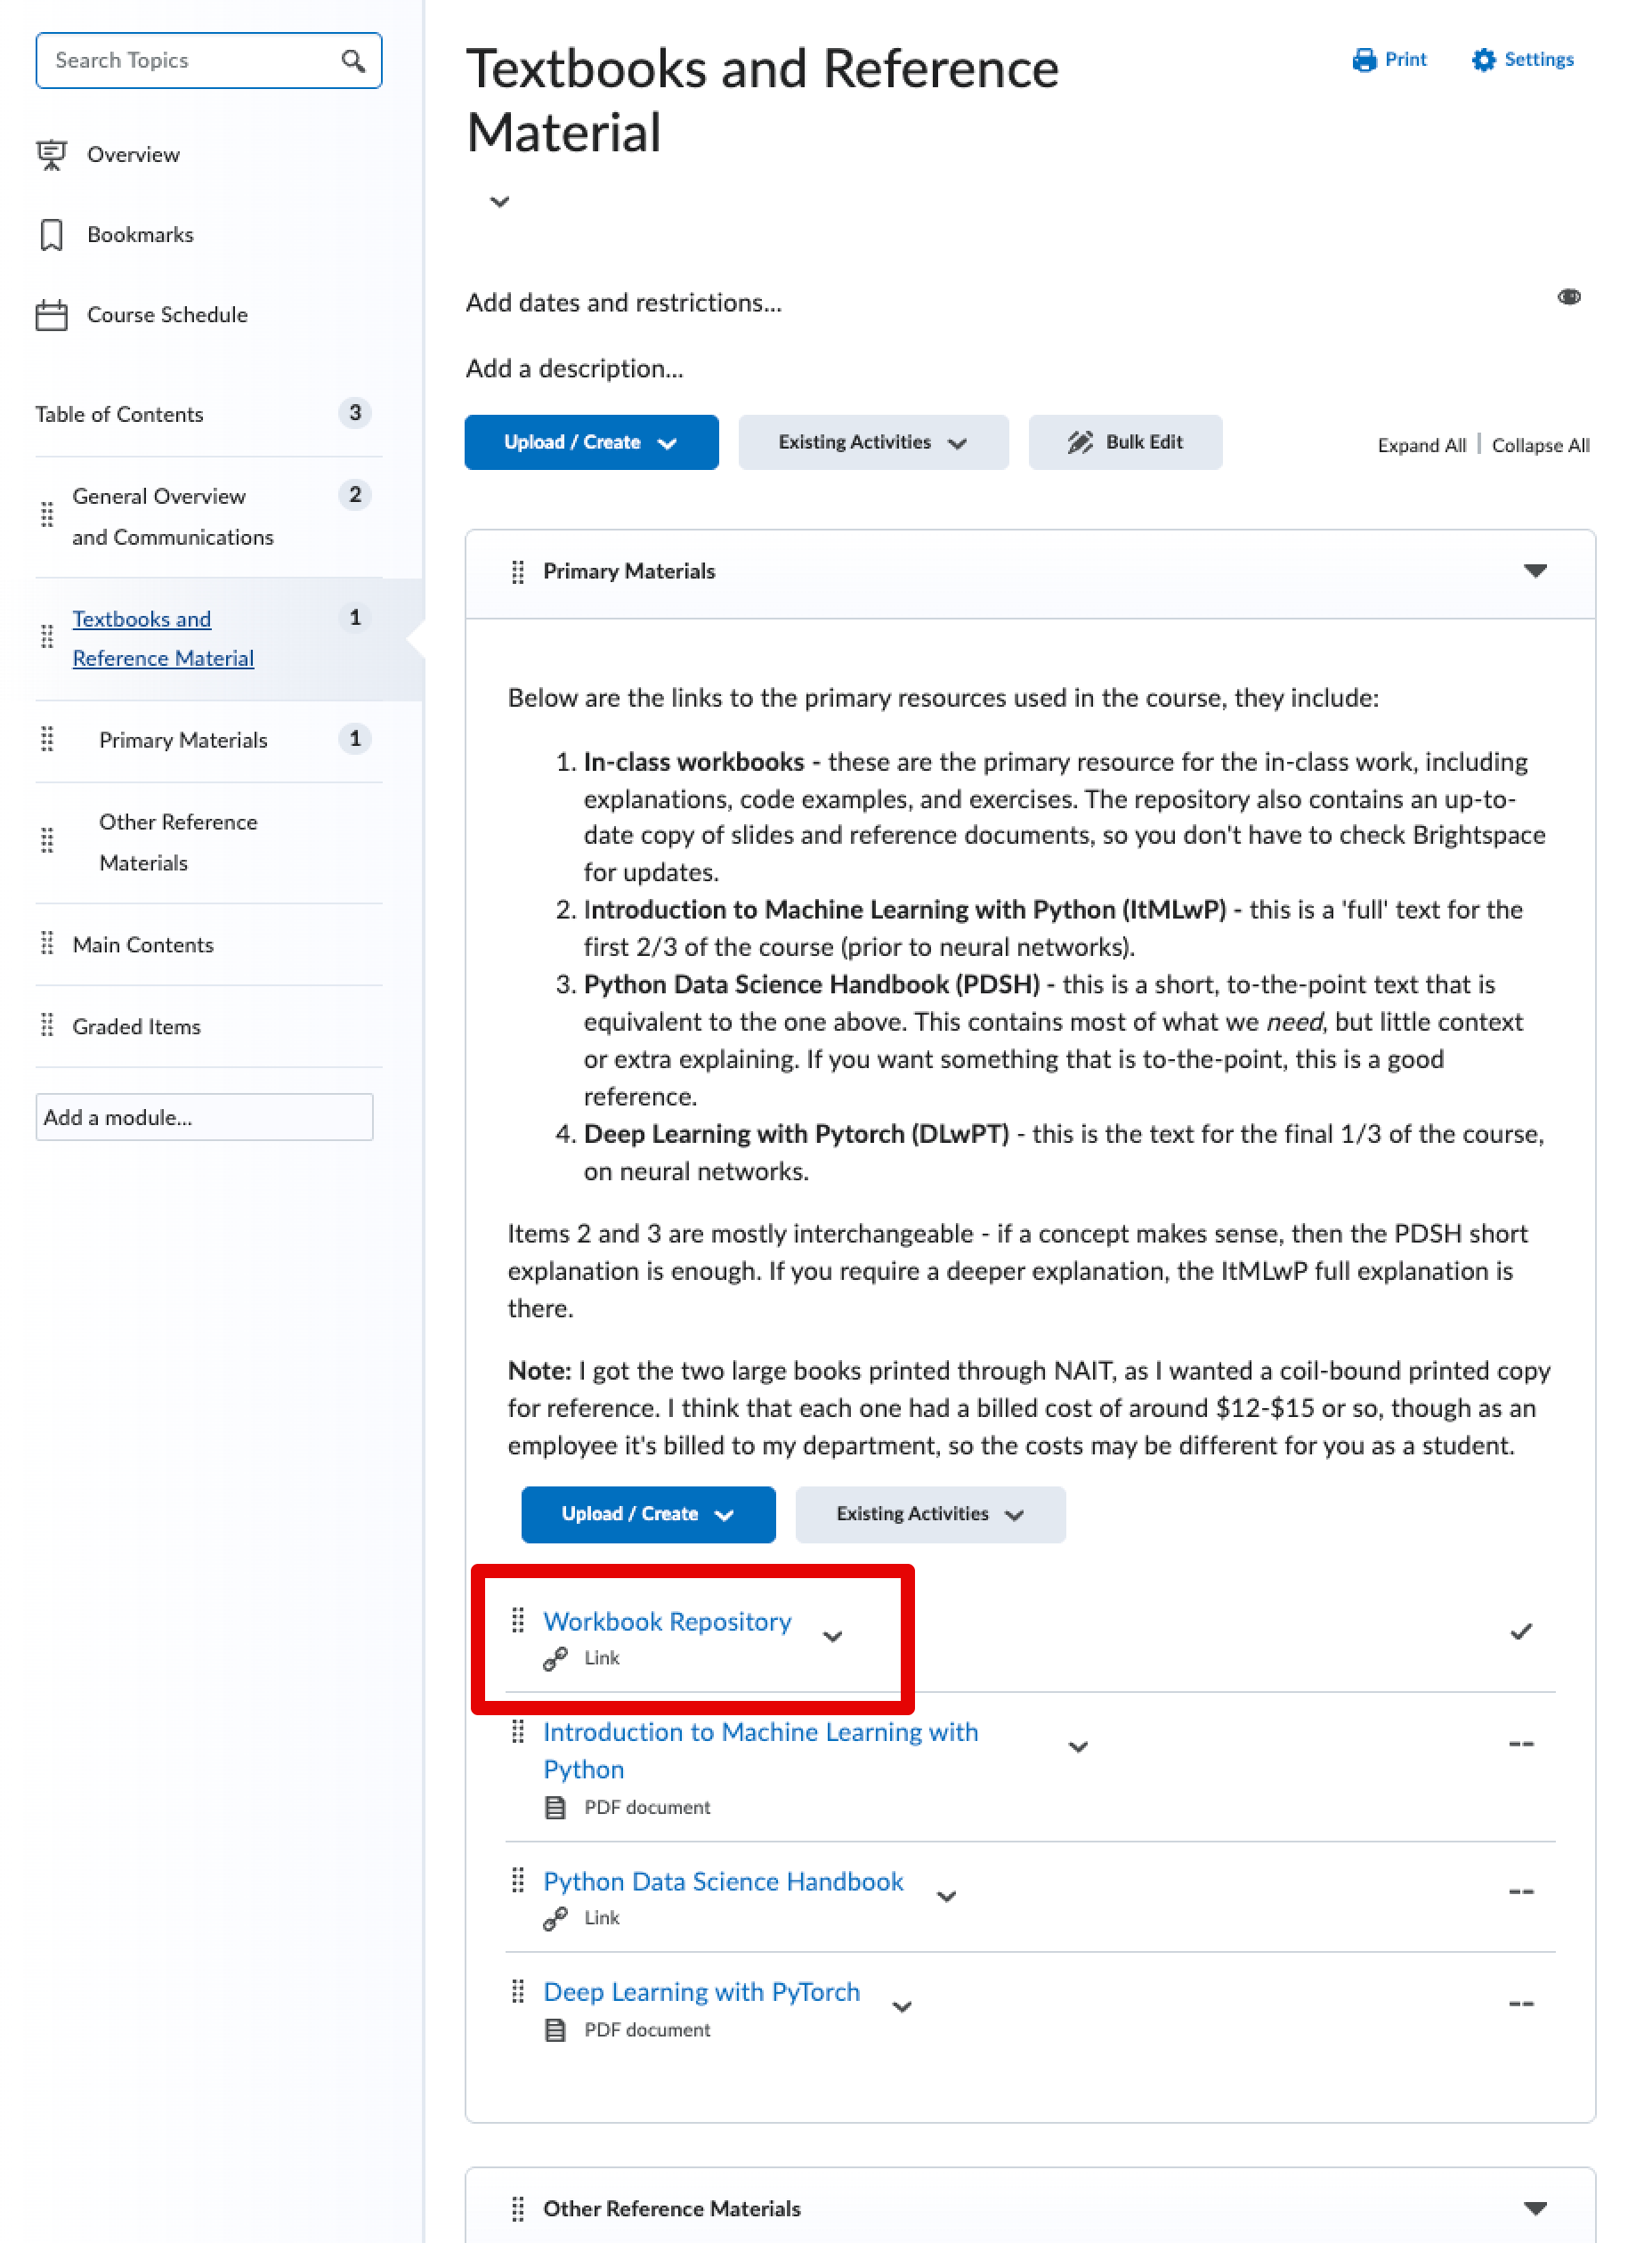 Search Topics
Overview
Bookmarks
Course Schedule
Table of Contents 3
General Overview 2
and Communications
Textbooks and 1
Reference Material
Primary Materials 1
Other Reference
Materials
Main Contents
Graded Items
Add a module...
Textbooks and Reference
Material
Print Settings
Add dates and restrictions...
Add a description...
Upload / Create Existing Activities Bulk Edit Expand All | Collapse All
Primary Materials
Below are the links to the primary resources used in the course, they include:
1. In-class workbooks - these are the primary resource for the in-class work, including
explanations, code examples, and exercises. The repository also contains an up-to-
date copy of slides and reference documents, so you don't have to check Brightspace
for updates.
2. Introduction to Machine Learning with Python (ItMLwP) - this is a 'full' text for the
first 2/3 of the course (prior to neural networks).
3. Python Data Science Handbook (PDSH) - this is a short, to-the-point text that is
equivalent to the one above. This contains most of what we need, but little context
or extra explaining. If you want something that is to-the-point, this is a good
reference.
4. Deep Learning with Pytorch (DLwPT) - this is the text for the final 1/3 of the course,
on neural networks.
Items 2 and 3 are mostly interchangeable - if a concept makes sense, then the PDSH short
explanation is enough. If you require a deeper explanation, the ItMLwP full explanation is
there.
Note: I got the two large books printed through NAIT, as I wanted a coil-bound printed copy
for reference. I think that each one had a billed cost of around $12-$15 or so, though as an
employee it's billed to my department, so the costs may be different for you as a student.
Upload / Create Existing Activities
Workbook Repository
Link
Introduction to Machine Learning with
Python
PDF document
--
Python Data Science Handbook
Link
--
Deep Learning with PyTorch
PDF document
--
Other Reference Materials